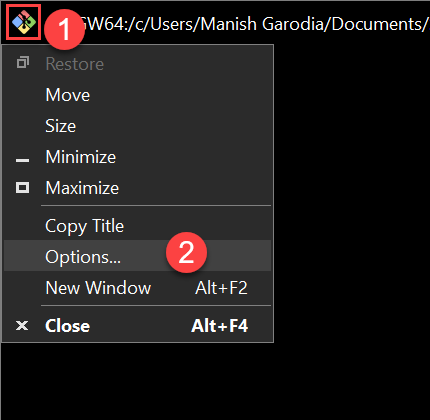 1
GW64:/c/Users/Manish Garodia/Documents/
Restore
Move
Size
Minimize
Maximize
Copy Title
Options... 2
New Window Alt+F2
Close Alt+F4